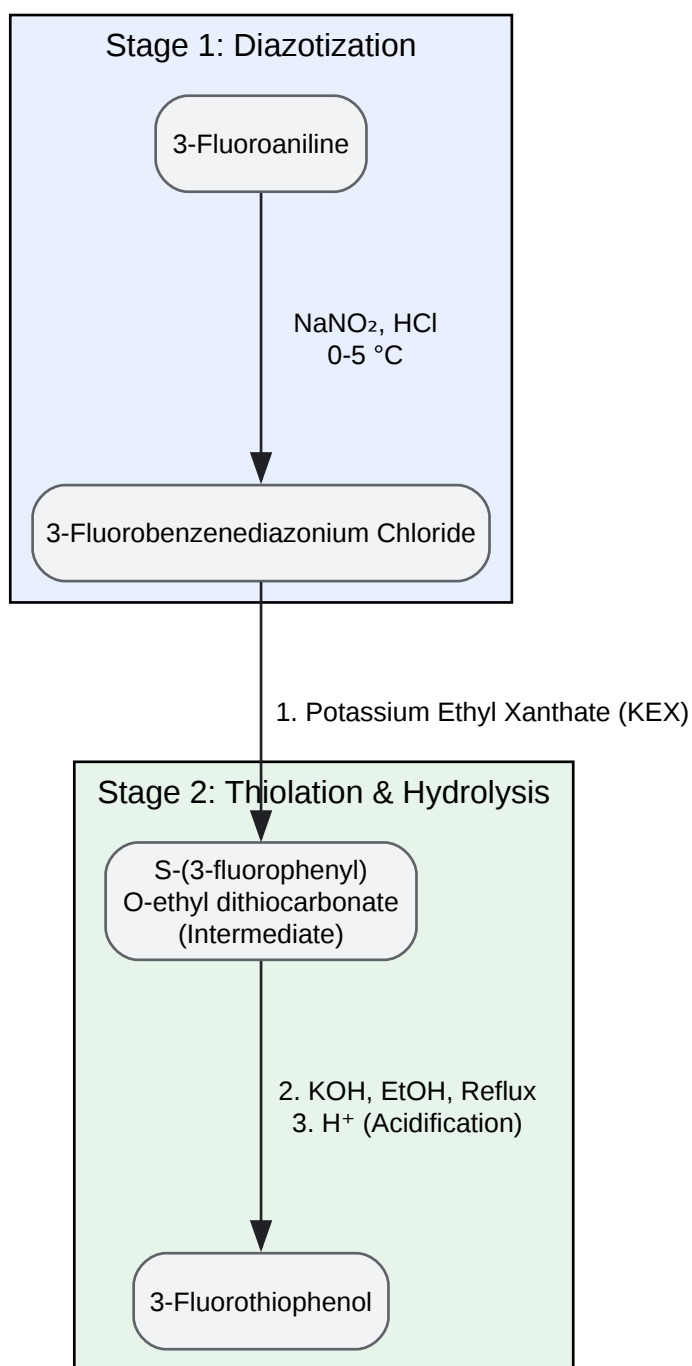 Stage 1: Diazotization
3-Fluoroaniline
NaNO₂, HCl
0-5 °C
3-Fluorobenzenediazonium Chloride
1. Potassium Ethyl Xanthate (KEX)
Stage 2: Thiolation & Hydrolysis
S-(3-fluorophenyl)
O-ethyl dithiocarbonate
(Intermediate)
2. KOH, EtOH, Reflux
3. H⁺ (Acidification)
3-Fluorothiophenol